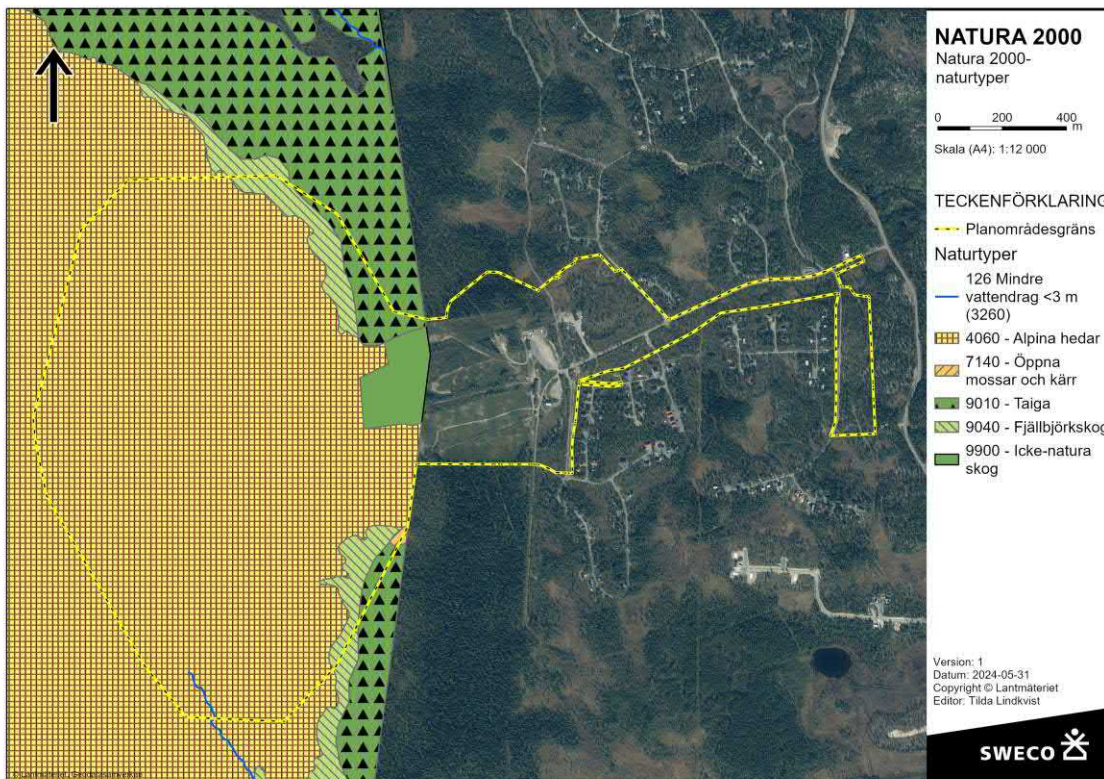 NATURA 2000
Natura 2000-
naturtyper
0 200 400
m
Skala (A4): 1:12 000
TECKENFÖRKLARING
Planområdesgräns
Naturtyper
126 Mindre
vattendrag <3 m
(3260)
4060 - Alpina hedar
7140 - Öppna
mossar och kärr
9010 - Taiga
9040 - Fjällbjörkskog
9900 - Icke-natura
skog
Version: 1
Datum: 2024-05-31
Copyright © Lantmäteriet
Editor: Tilda Lindkvist
SWECO